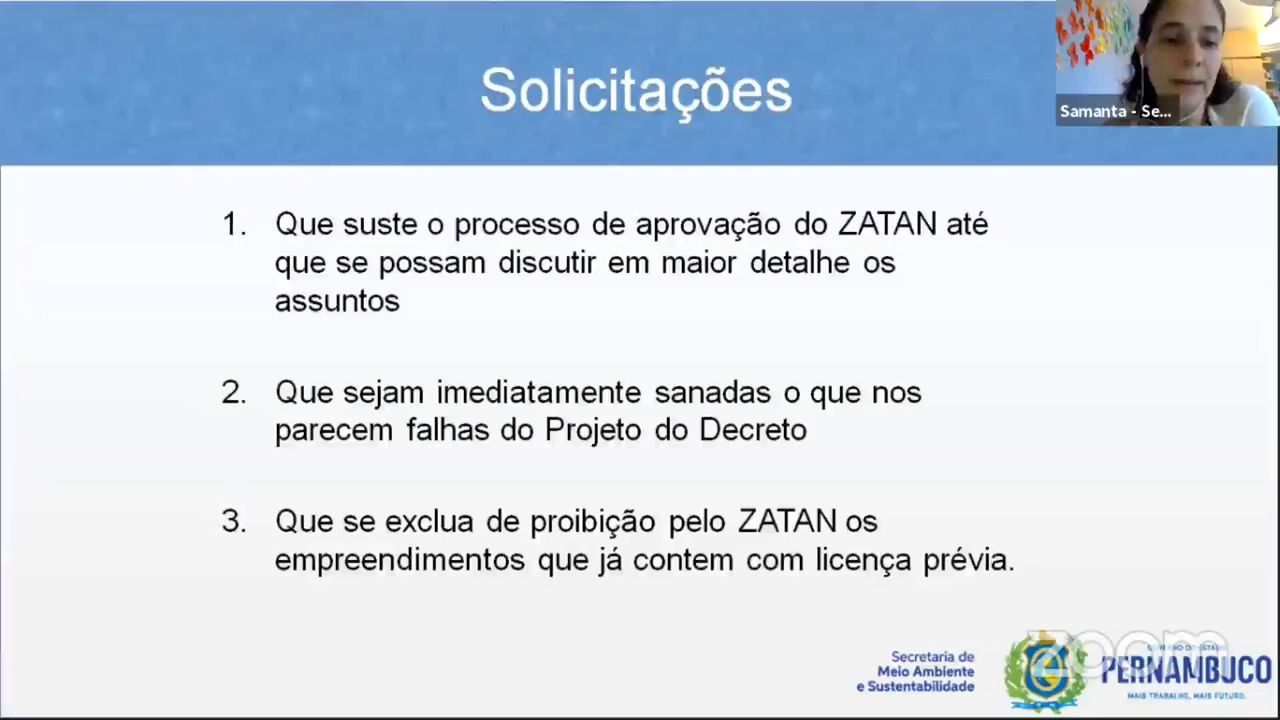 Solicitações
Samanta - Se...
1. Que suste o processo de aprovação do ZATAN até
que se possam discutir em maior detalhe os
assuntos
2. Que sejam imediatamente sanadas o que nos
parecem falhas do Projeto do Decreto
3. Que se exclua de proibição pelo ZATAN os
empreendimentos que já contem com licença prévia.
Secretaria de
Meio Ambiente
e Sustentabilidade
zoom
PERNAMBUCO
MAIS TRABALHO, MAIS FUTURO.